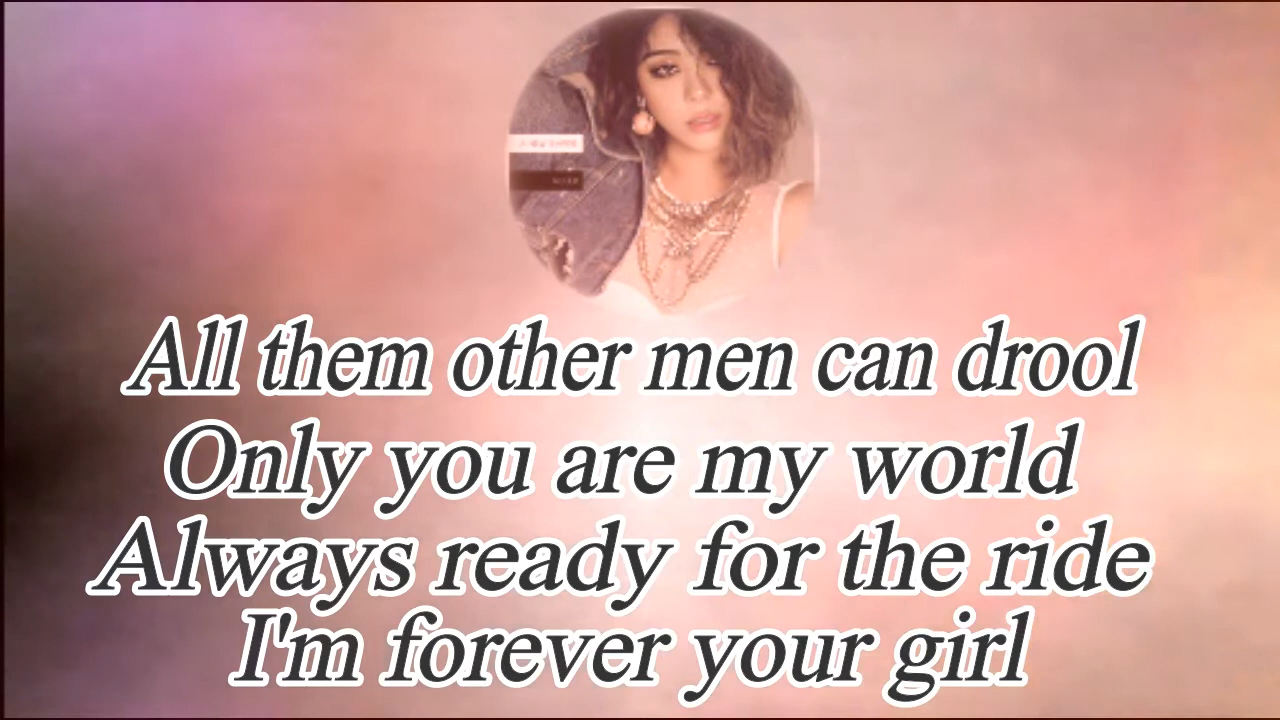 All them other men can drool
Only you are my world
Always ready for the ride
I'm forever your girl